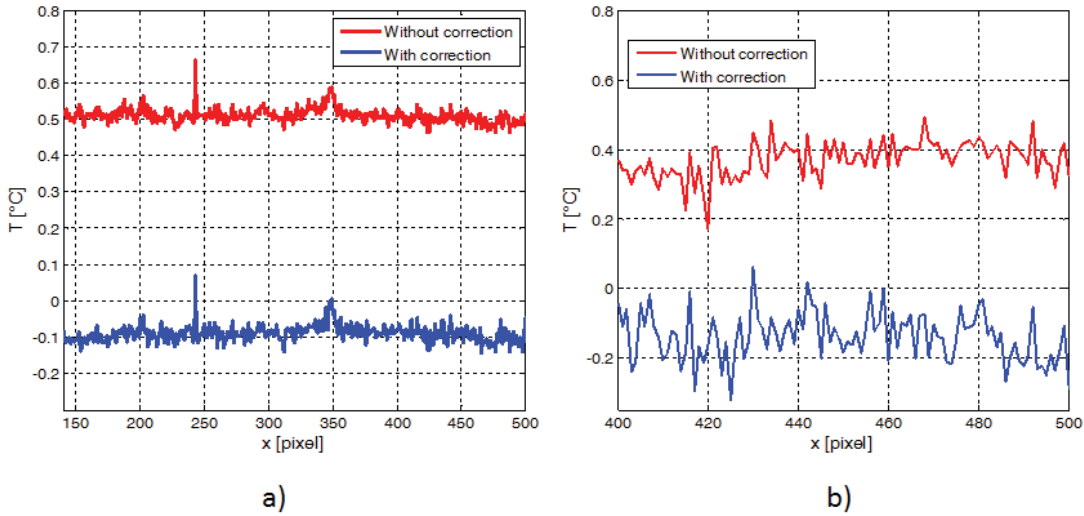 0.8
0.7
0.6
0.5
0.4
0.3
0.2
0.1
0
-0.1
-0.2
T [°C]
Without correction
With correction
150 200 250 300 350 400 450 500
x [pixel]
a)
0.8
0.6
0.4
0.2
0
-0.2
T [°C]
Without correction
With correction
400 420 440 460 480 500
x [pixel]
b)